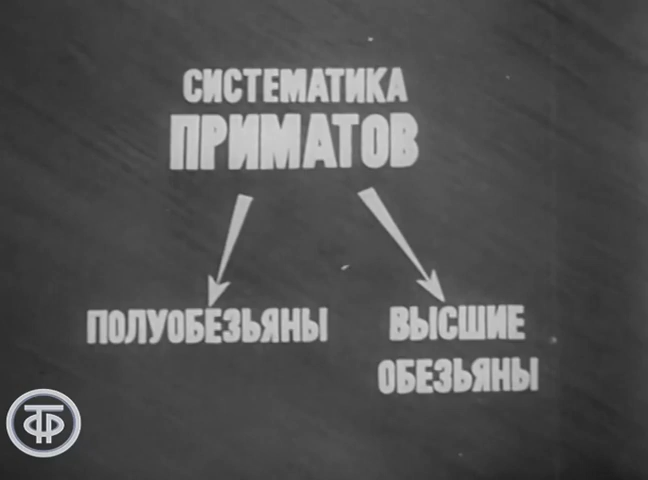 СИСТЕМАТИКА
ПРИМАТОВ
ПОЛУОБЕЗЬЯНЫ
ВЫСШИЕ
ОБЕЗЬЯНЫ